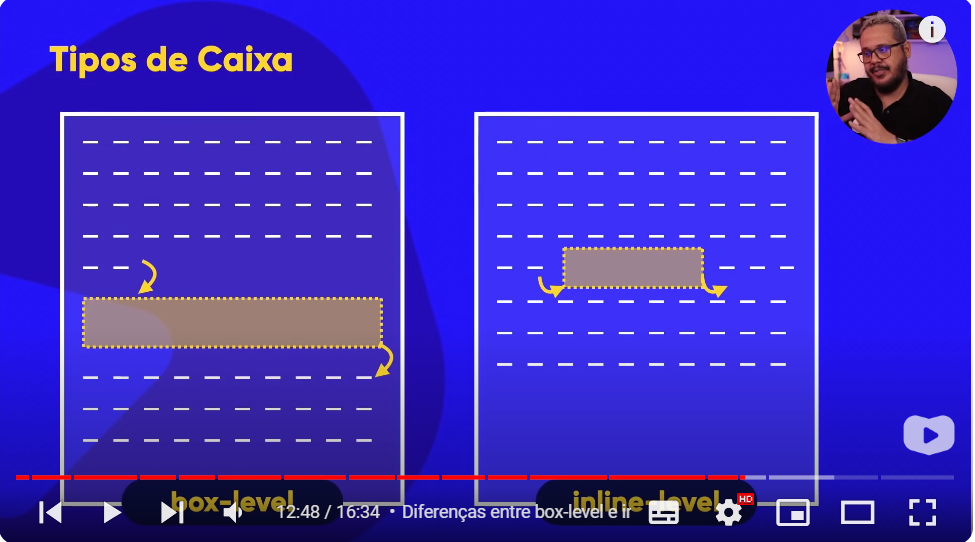 Tipos de Caixa
box-level
inline-level
12:48 / 16:34 • Diferenças entre box-level e ir
HD